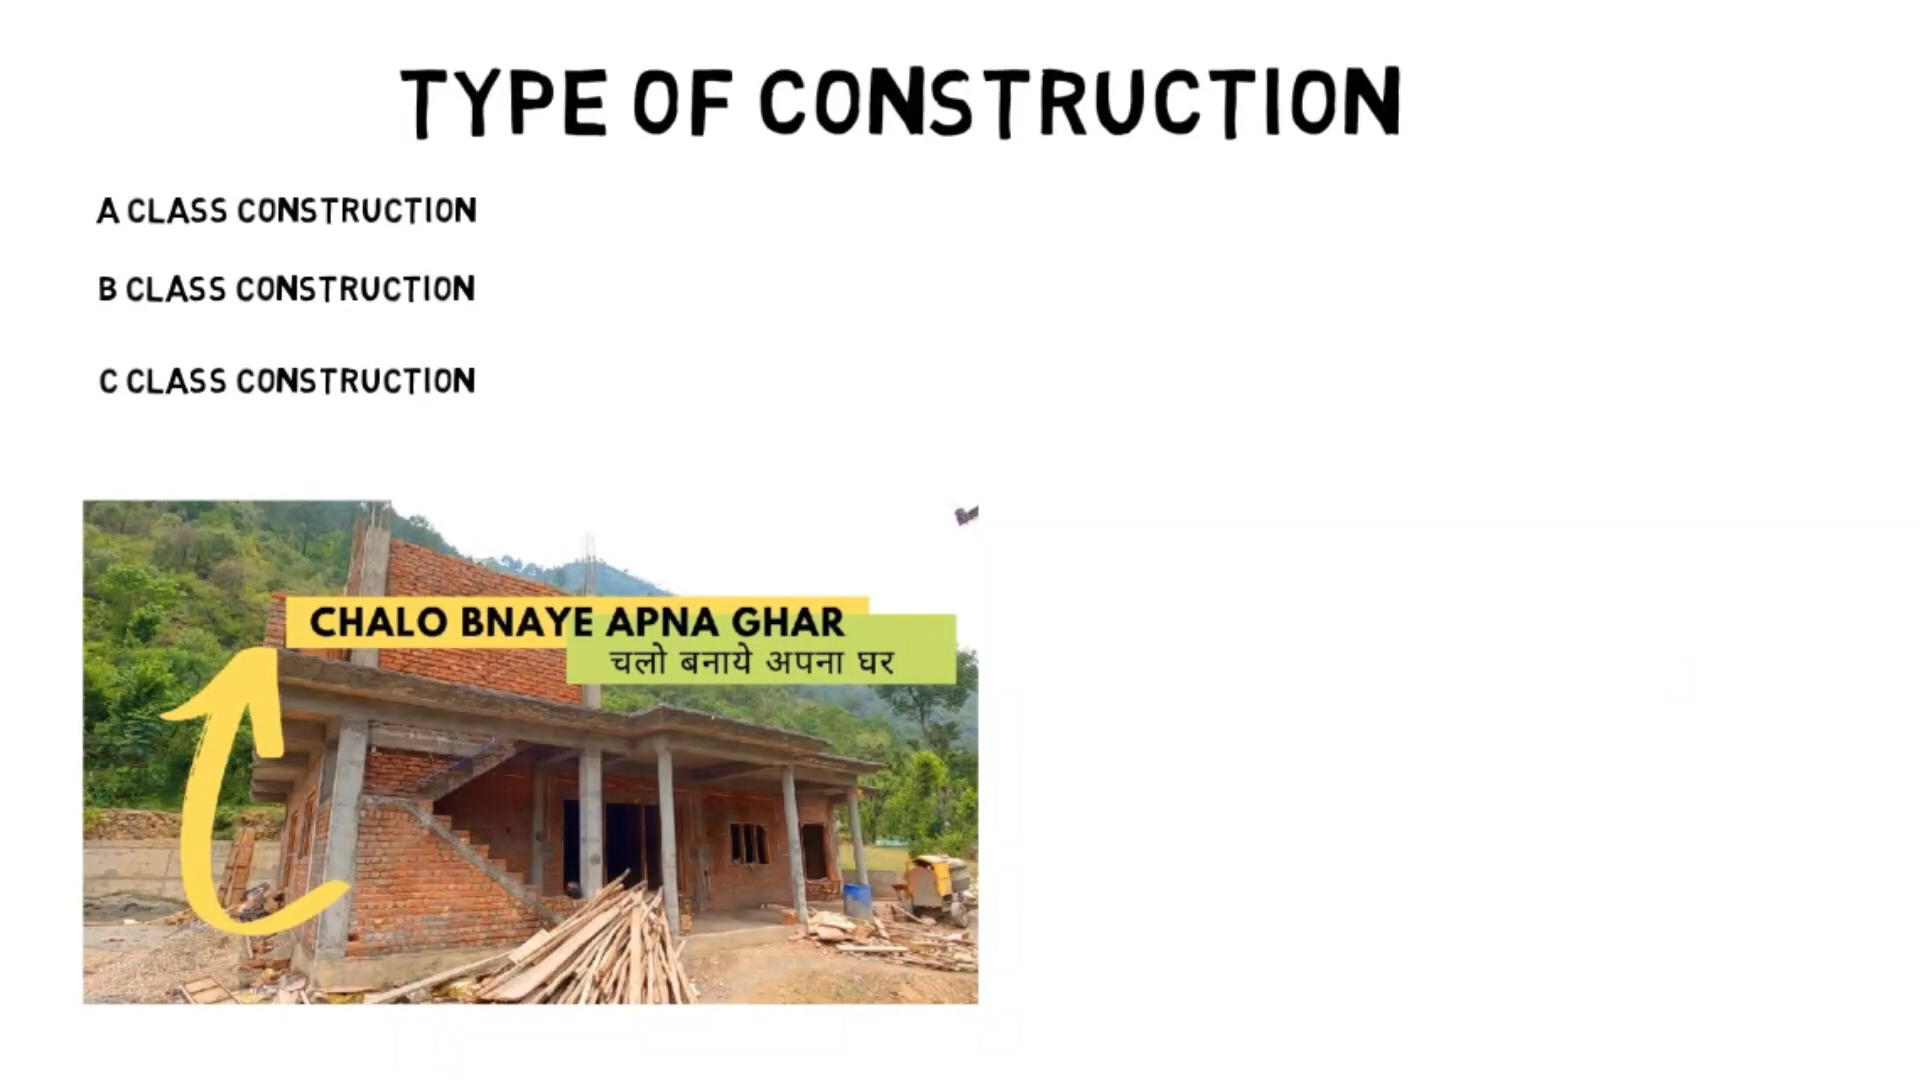 TYPE OF CONSTRUCTION
A CLASS CONSTRUCTION
B CLASS CONSTRUCTION
C CLASS CONSTRUCTION
CHALO BNAYE APNA GHAR
चलो बनाये अपना घर